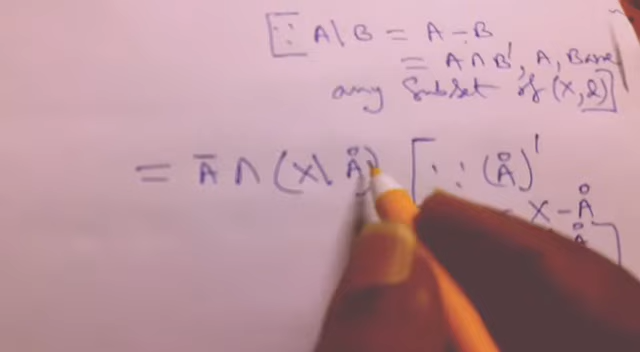 [∵ A\B = A-B
= A∩B', A, B are
any subset of (X, τ)]
= Ā ∩ (X\Å) [∵ (Å)'
= X-Å